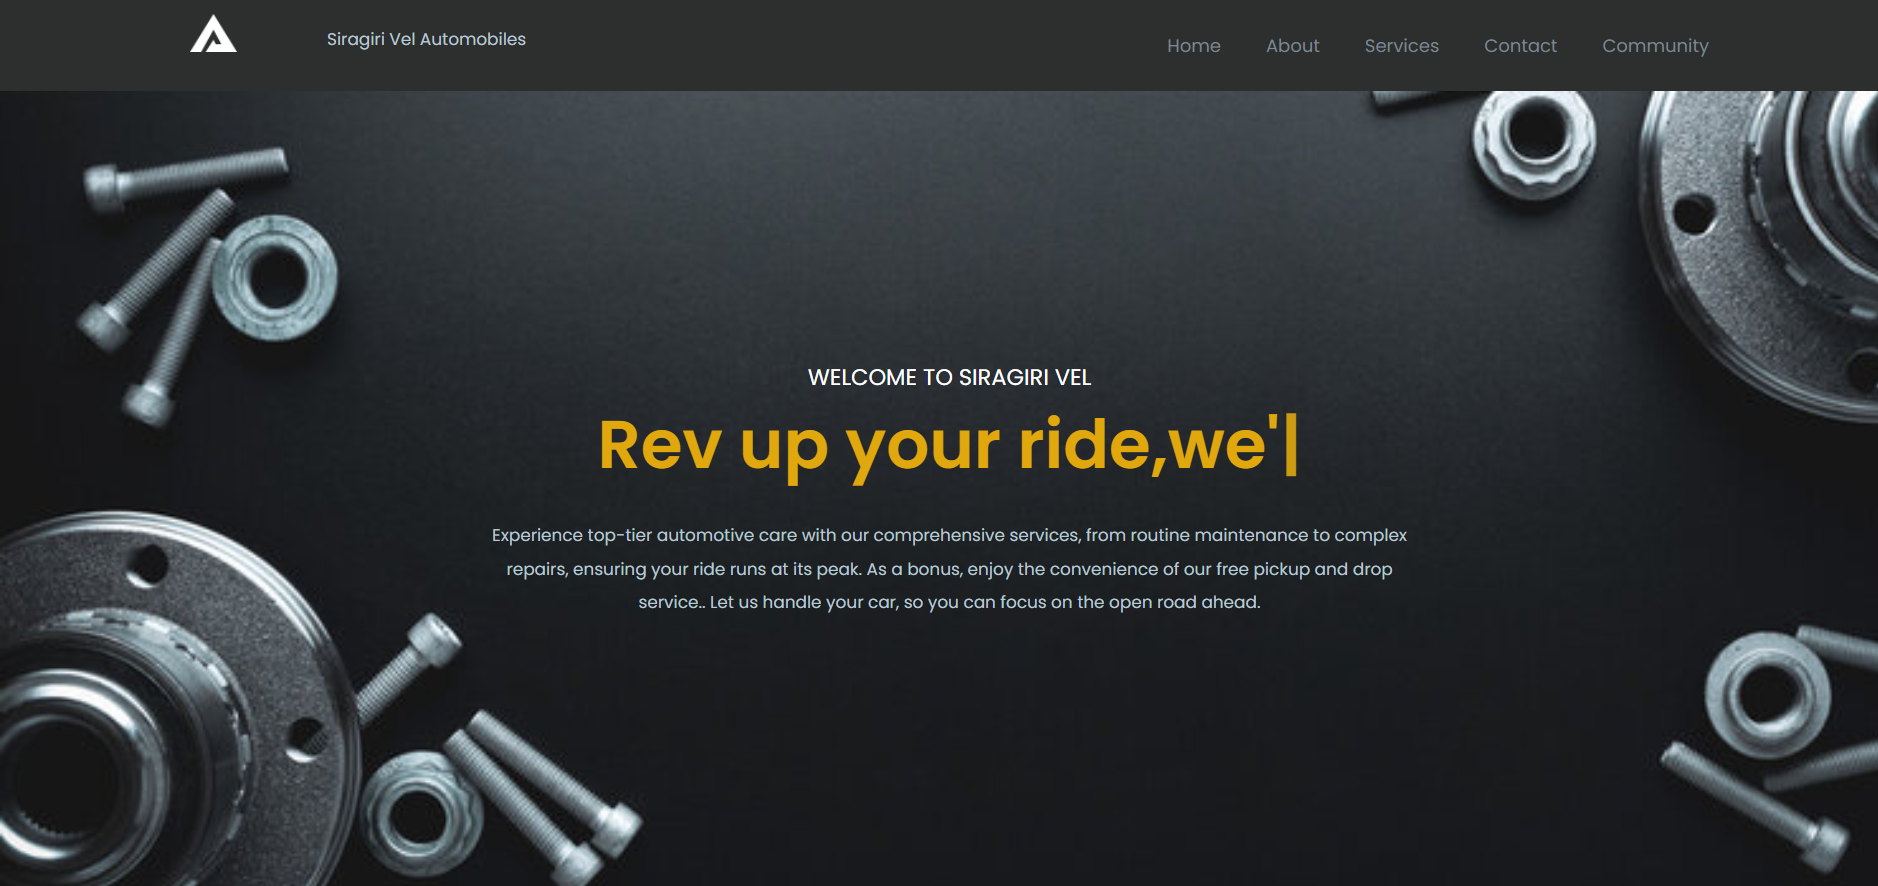 Siragiri Vel Automobiles
Home About Services Contact Community
WELCOME TO SIRAGIRI VEL
Rev up your ride,we'|
Experience top-tier automotive care with our comprehensive services, from routine maintenance to complex
repairs, ensuring your ride runs at its peak. As a bonus, enjoy the convenience of our free pickup and drop
service.. Let us handle your car, so you can focus on the open road ahead.